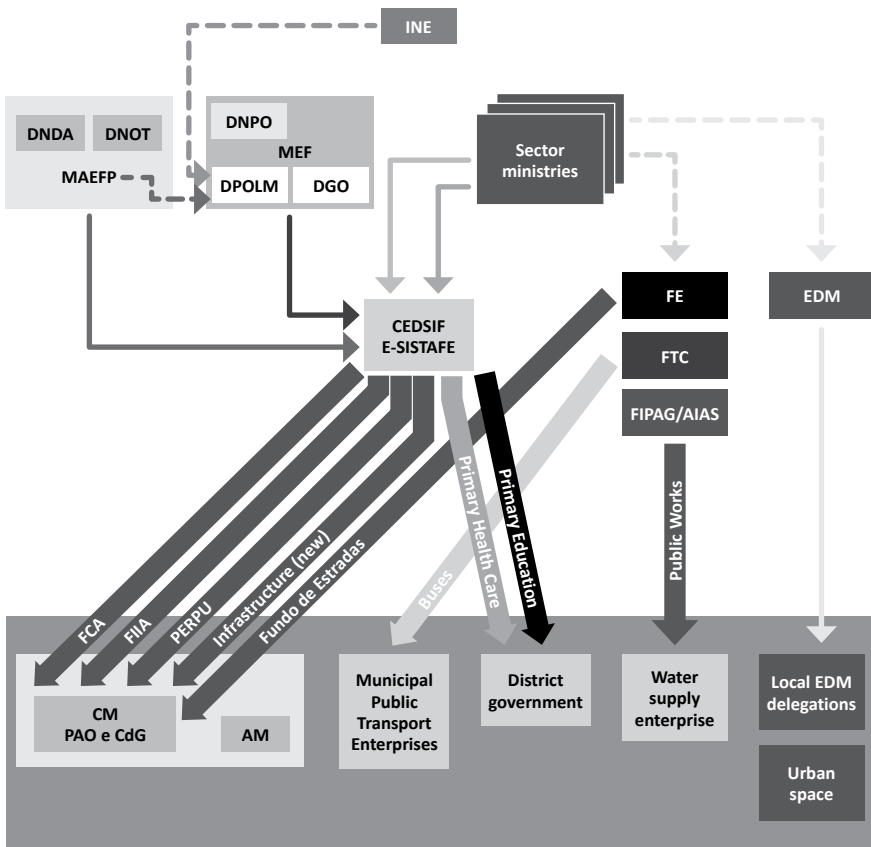 INE
DNDA
DNOT
MAEFP
DNPO
MEF
DPOLM
DGO
Sector
ministries
CEDSIF
E-SISTAFE
FE
EDM
FTC
FIPAG/AIAS
FCA
FIIA
PERPU
Infrastructure (new)
Fundo de Estradas
Buses
Primary Health Care
Primary Education
Public Works
CM
PAO e CdG
AM
Municipal
Public
Transport
Enterprises
District
government
Water
supply
enterprise
Local EDM
delegations
Urban
space